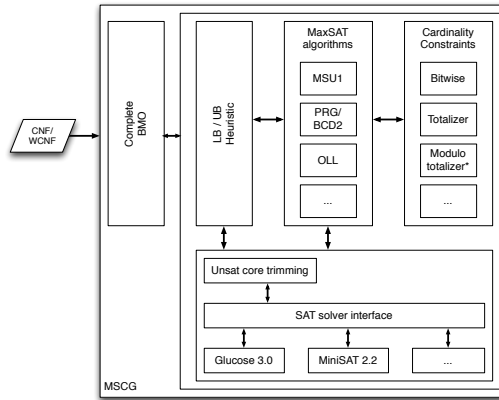 CNF/
WCNF
Complete
BMO
LB / UB
Heuristic
MaxSAT
algorithms
MSU1
PRG/
BCD2
OLL
...
Cardinality
Constraints
Bitwise
Totalizer
Modulo
totalizer*
...
Unsat core trimming
SAT solver interface
Glucose 3.0
MiniSAT 2.2
...
MSCG